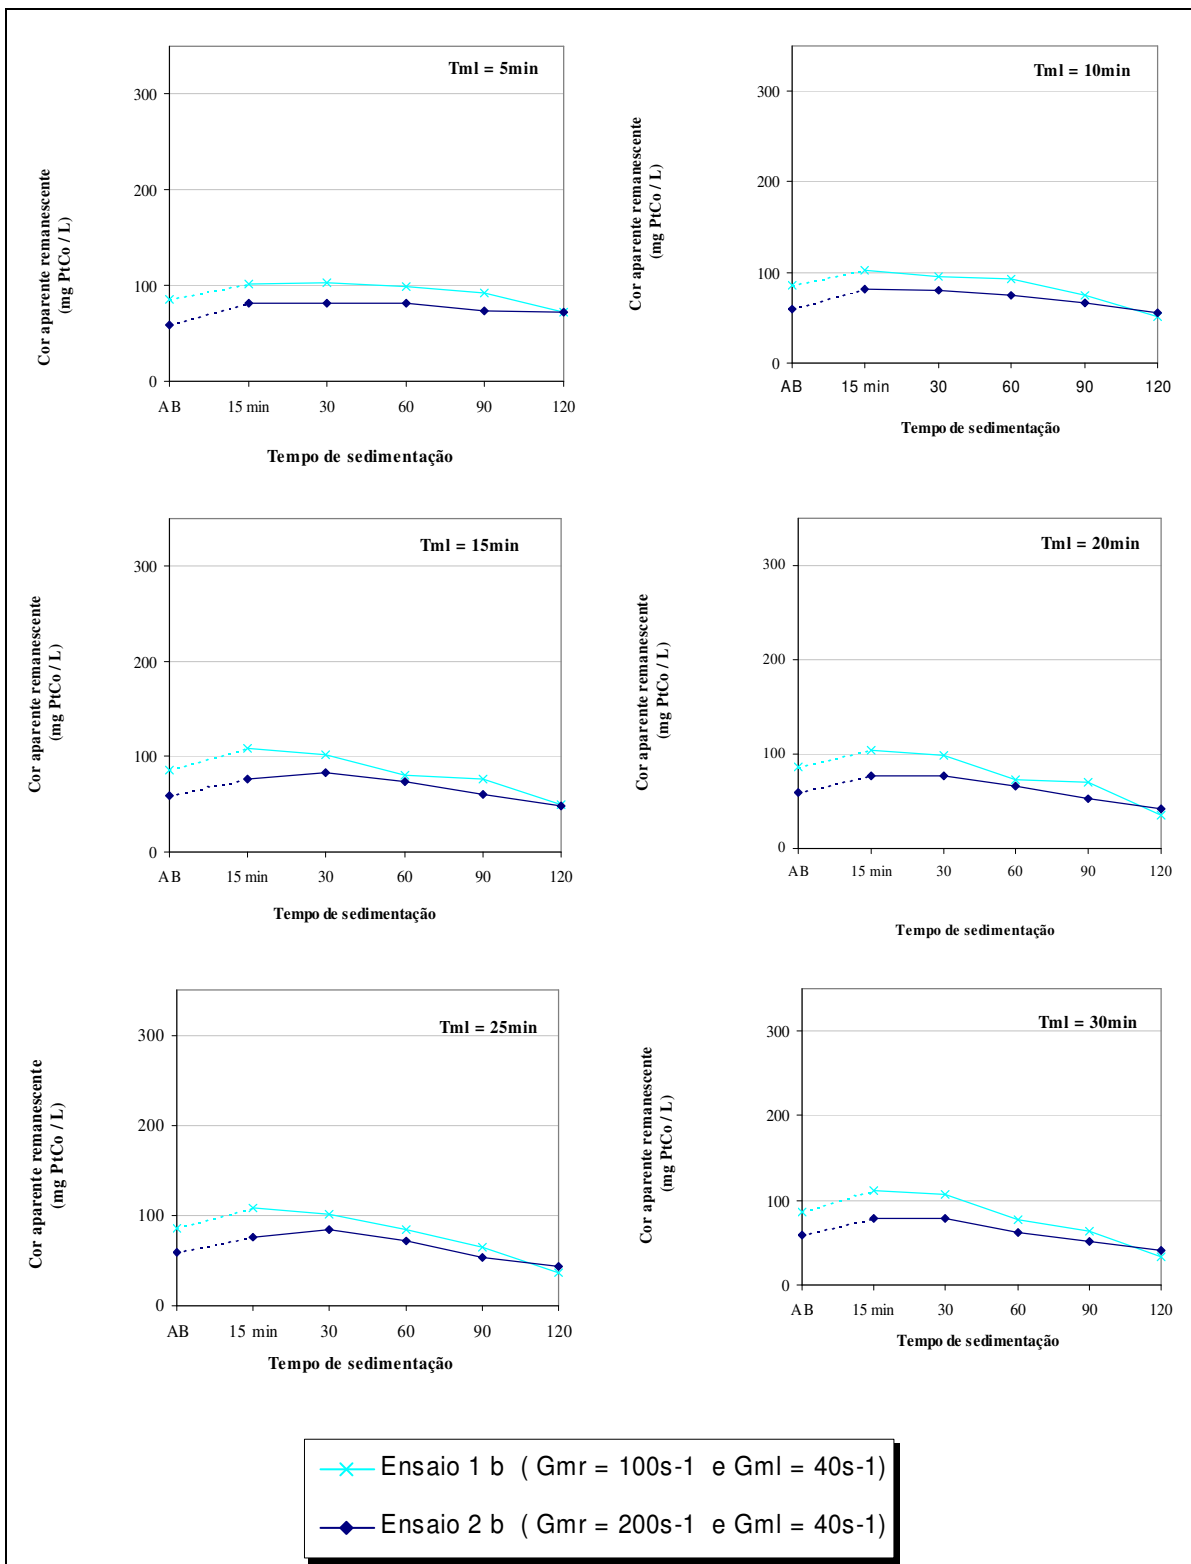 Tml = 5min
300
200
100
0
Cor aparente remanescente
(mg PtCo / L)
AB 15 min 30 60 90 120
Tempo de sedimentação
Tml = 10min
300
200
100
0
Cor aparente remanescente
(mg PtCo / L)
AB 15 min 30 60 90 120
Tempo de sedimentação
Tml = 15min
300
200
100
0
Cor aparente remanescente
(mg PtCo / L)
AB 15 min 30 60 90 120
Tempo de sedimentação
Tml = 20min
300
200
100
0
Cor aparente remanescente
(mg PtCo / L)
AB 15 min 30 60 90 120
Tempo de sedimentação
Tml = 25min
300
200
100
0
Cor aparente remanescente
(mg PtCo / L)
AB 15 min 30 60 90 120
Tempo de sedimentação
Tml = 30min
300
200
100
0
Cor aparente remanescente
(mg PtCo / L)
AB 15 min 30 60 90 120
Tempo de sedimentação
Ensaio 1 b ( Gmr = 100s-1 e Gml = 40s-1)
Ensaio 2 b ( Gmr = 200s-1 e Gml = 40s-1)